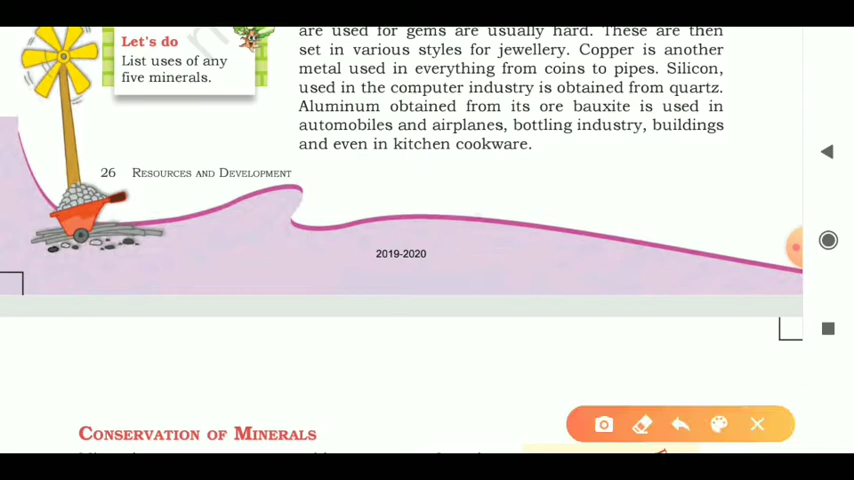 Let's do
List uses of any
five minerals.
are used for gems are usually hard. These are then
set in various styles for jewellery. Copper is another
metal used in everything from coins to pipes. Silicon,
used in the computer industry is obtained from quartz.
Aluminum obtained from its ore bauxite is used in
automobiles and airplanes, bottling industry, buildings
and even in kitchen cookware.
26 RESOURCES AND DEVELOPMENT
2019-2020
CONSERVATION OF MINERALS